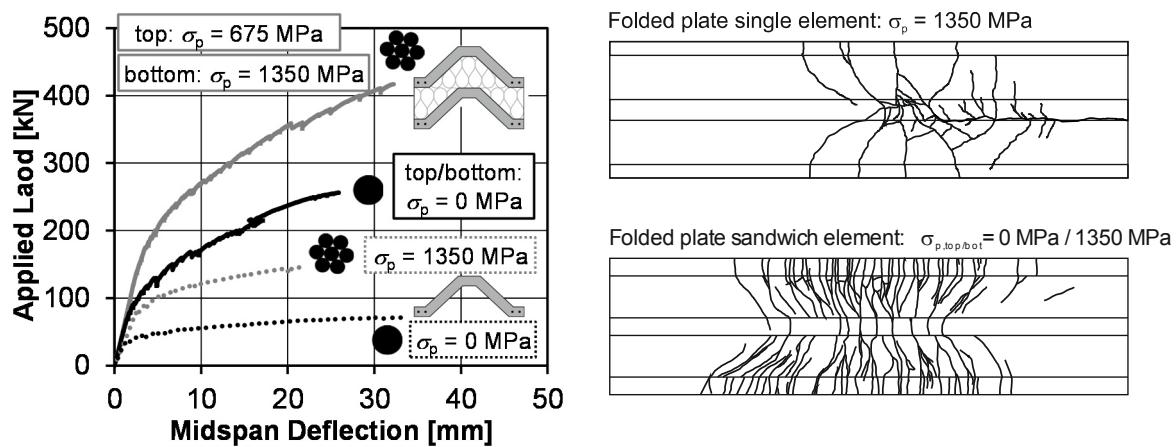 500
400
300
200
100
0
Applied Laod [kN]
top: σp = 675 MPa
bottom: σp = 1350 MPa
top/bottom:
σp = 0 MPa
σp = 1350 MPa
σp = 0 MPa
0 10 20 30 40 50
Midspan Deflection [mm]
Folded plate single element: σp = 1350 MPa
Folded plate sandwich element: σp,top/bot= 0 MPa / 1350 MPa